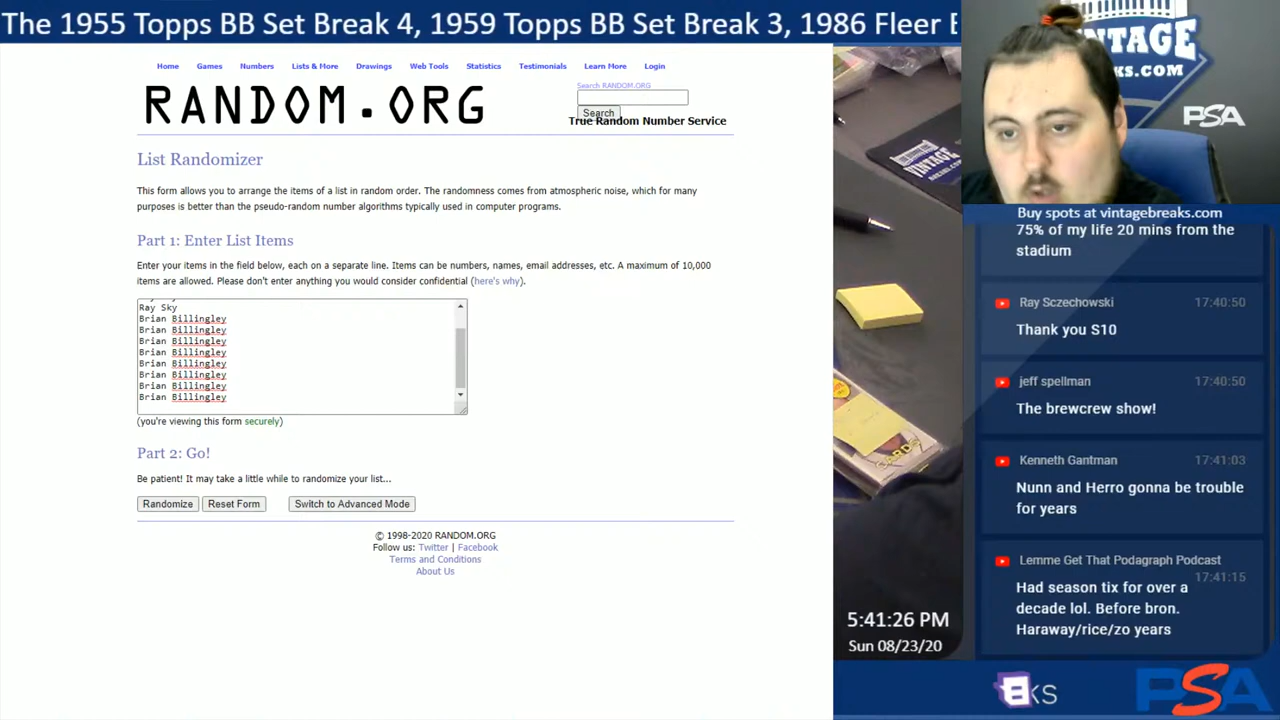 The 1955 Topps BB Set Break 4, 1959 Topps BB Set Break 3, 1986 Fleer
Home Games Numbers Lists & More Drawings Web Tools Statistics Testimonials Learn More Login
RANDOM.ORG
Search RANDOM.ORG
Search
True Random Number Service
List Randomizer
This form allows you to arrange the items of a list in random order. The randomness comes from atmospheric noise, which for many
purposes is better than the pseudo-random number algorithms typically used in computer programs.
Part 1: Enter List Items
Enter your items in the field below, each on a separate line. Items can be numbers, names, email addresses, etc. A maximum of 10,000
items are allowed. Please don't enter anything you would consider confidential (here's why).
Ray Sky
Brian Billingley
Brian Billingley
Brian Billingley
Brian Billingley
Brian Billingley
Brian Billingley
Brian Billingley
Brian Billingley
(you're viewing this form securely)
Part 2: Go!
Be patient! It may take a little while to randomize your list...
Randomize Reset Form Switch to Advanced Mode
© 1998-2020 RANDOM.ORG
Follow us: Twitter | Facebook
Terms and Conditions
About Us
VINTAGE
PSA
VINTAGE
CARDS
5:41:26 PM
Sun 08/23/20
Buy spots at vintagebreaks.com
75% of my life 20 mins from the
stadium
Ray Sczechowski 17:40:50
Thank you S10
jeff spellman 17:40:50
The brewcrew show!
Kenneth Gantman 17:41:03
Nunn and Herro gonna be trouble
for years
Lemme Get That Podagraph Podcast
17:41:15
Had season tix for over a
decade lol. Before bron.
Haraway/rice/zo years
PSA